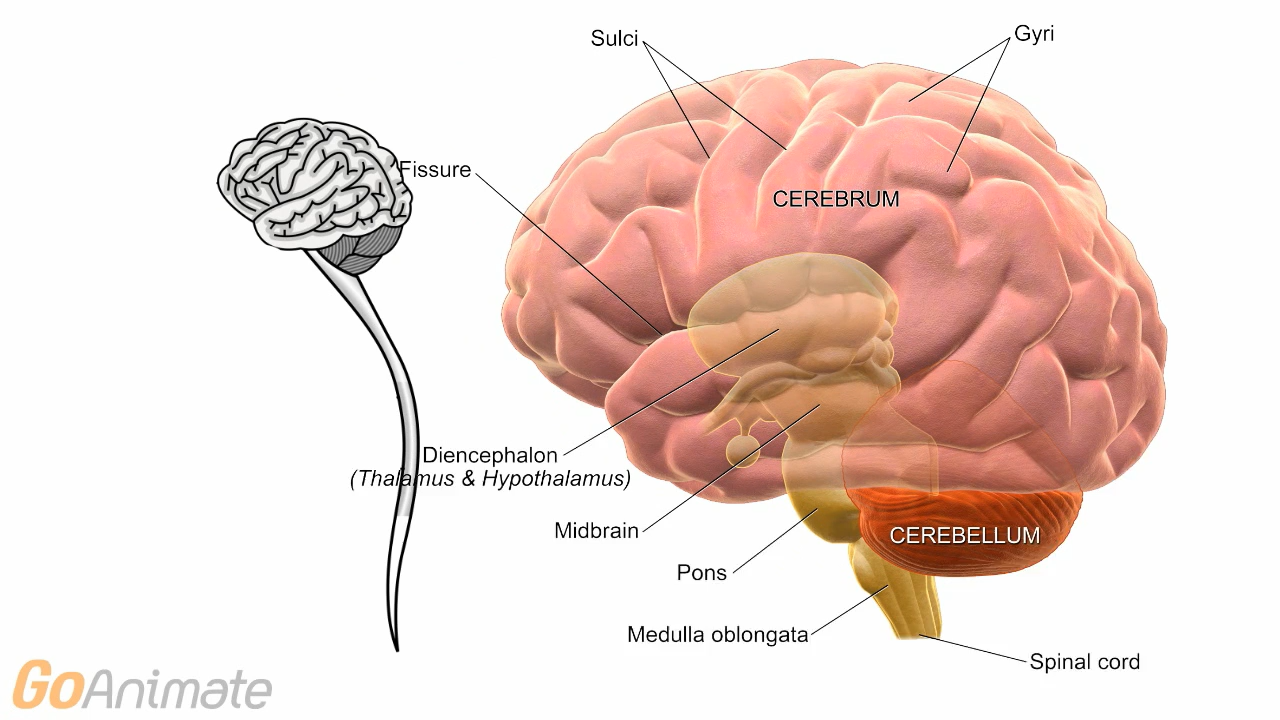 Sulci
Gyri
Fissure
CEREBRUM
Diencephalon
(Thalamus & Hypothalamus)
Midbrain
CEREBELLUM
Pons
Medulla oblongata
Spinal cord
GoAnimate